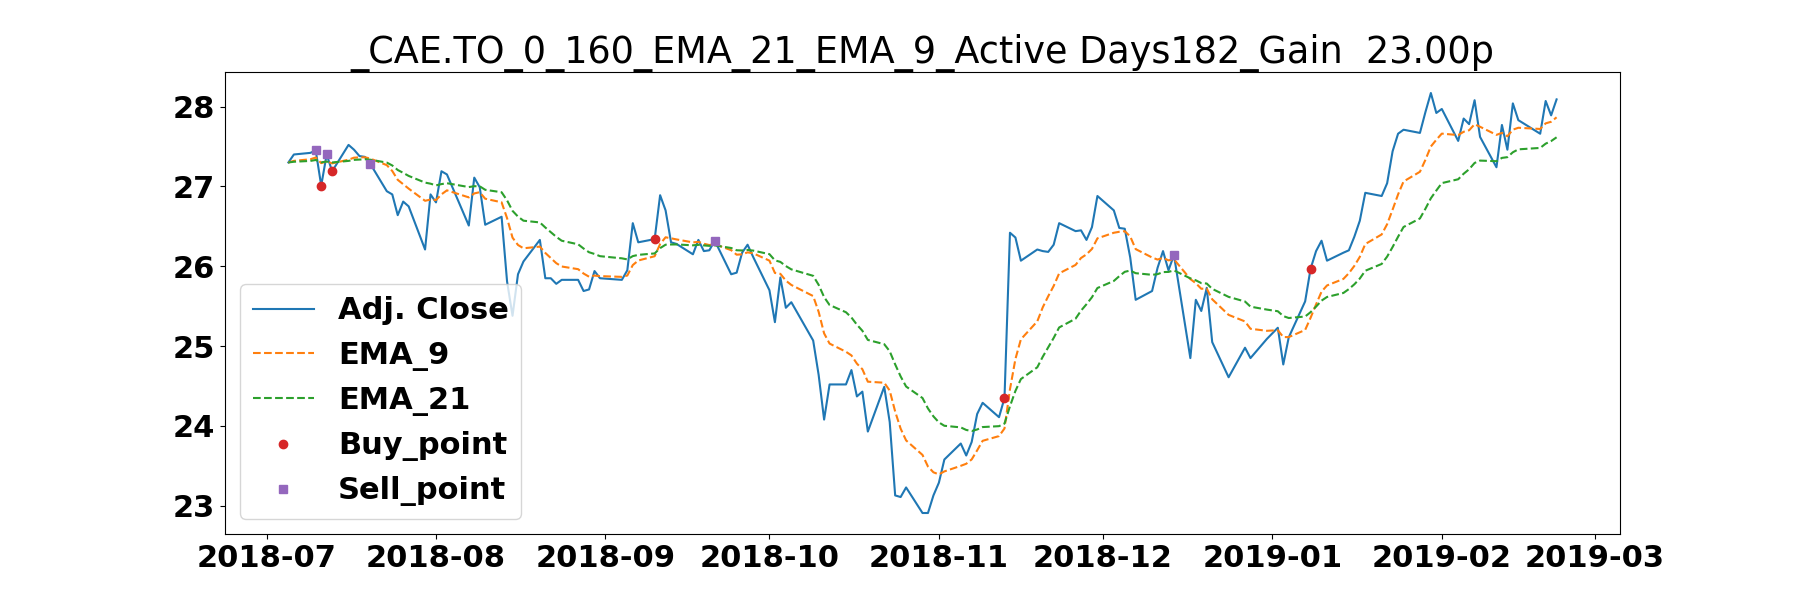 _CAE.TO_0_160_EMA_21_EMA_9_Active Days182_Gain  23.00p
28
27
26
25
24
23
Adj. Close
EMA_9
EMA_21
Buy_point
Sell_point
2018-07 2018-08 2018-09 2018-10 2018-11 2018-12 2019-01 2019-02 2019-03